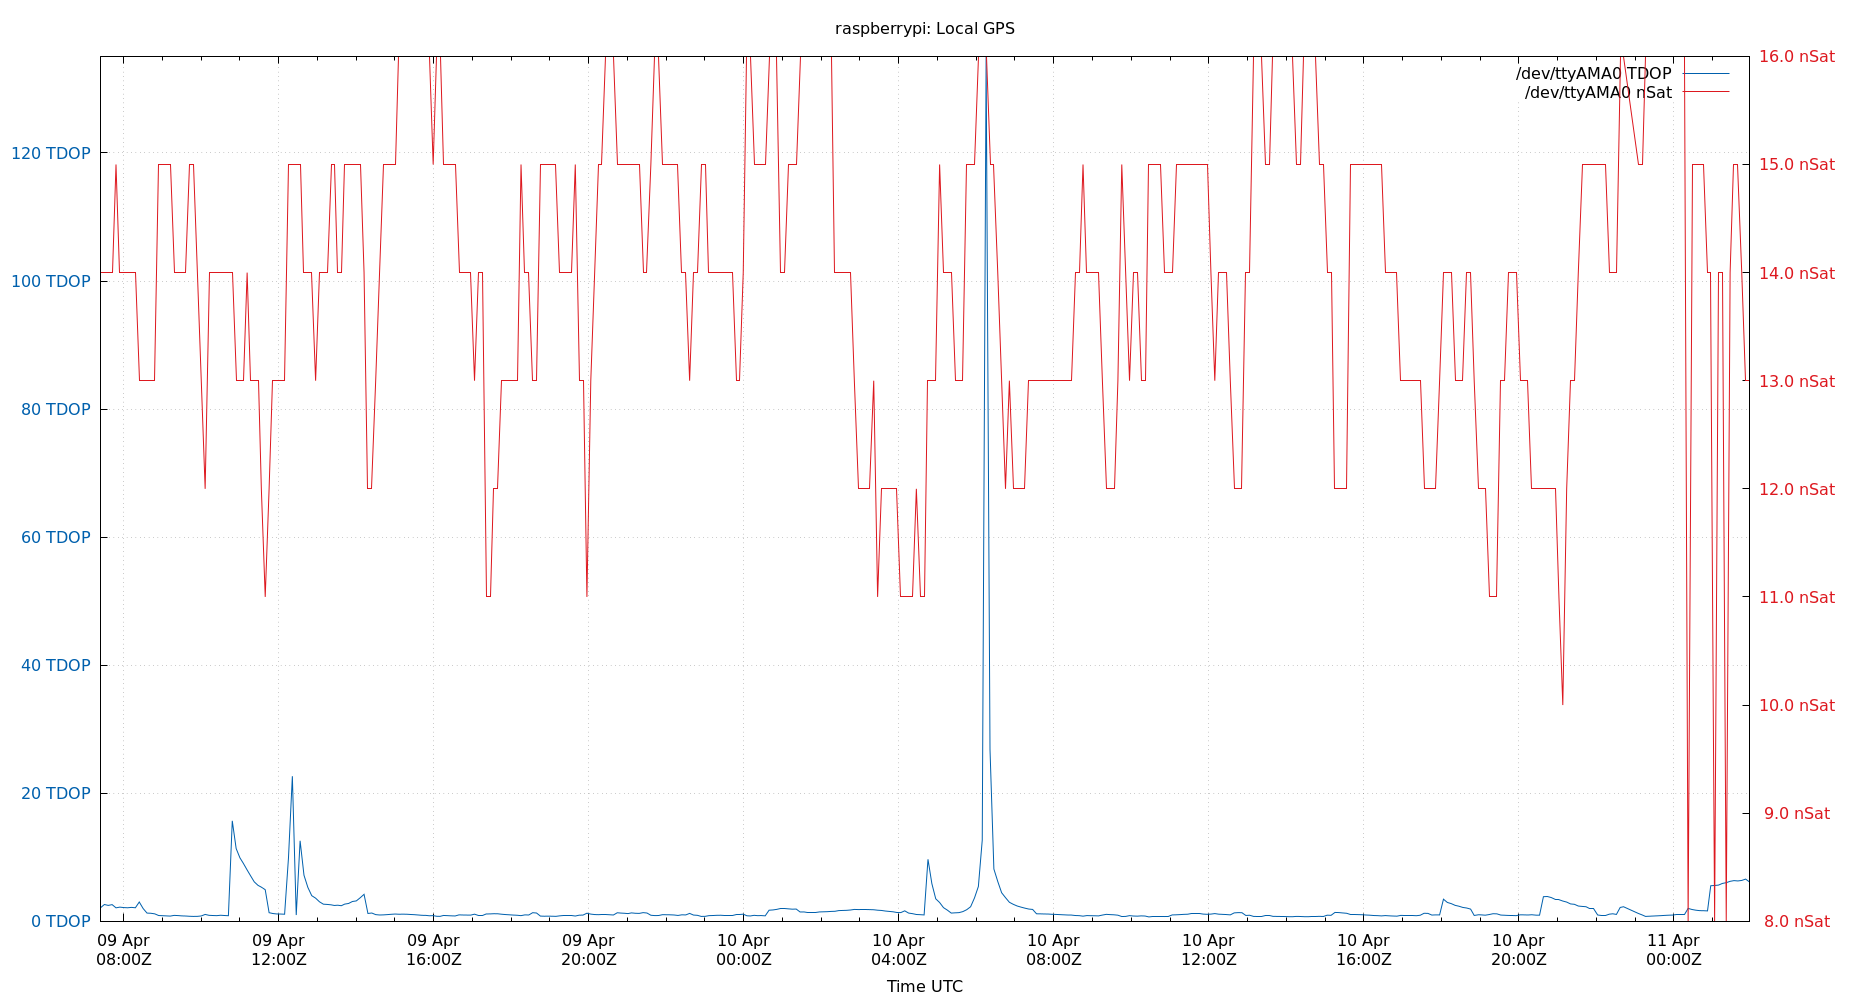 raspberrypi: Local GPS
/dev/ttyAMA0 TDOP
/dev/ttyAMA0 nSat
120 TDOP
100 TDOP
80 TDOP
60 TDOP
40 TDOP
20 TDOP
0 TDOP
16.0 nSat
15.0 nSat
14.0 nSat
13.0 nSat
12.0 nSat
11.0 nSat
10.0 nSat
9.0 nSat
8.0 nSat
09 Apr
08:00Z
09 Apr
12:00Z
09 Apr
16:00Z
09 Apr
20:00Z
10 Apr
00:00Z
10 Apr
04:00Z
10 Apr
08:00Z
10 Apr
12:00Z
10 Apr
16:00Z
10 Apr
20:00Z
11 Apr
00:00Z
Time UTC